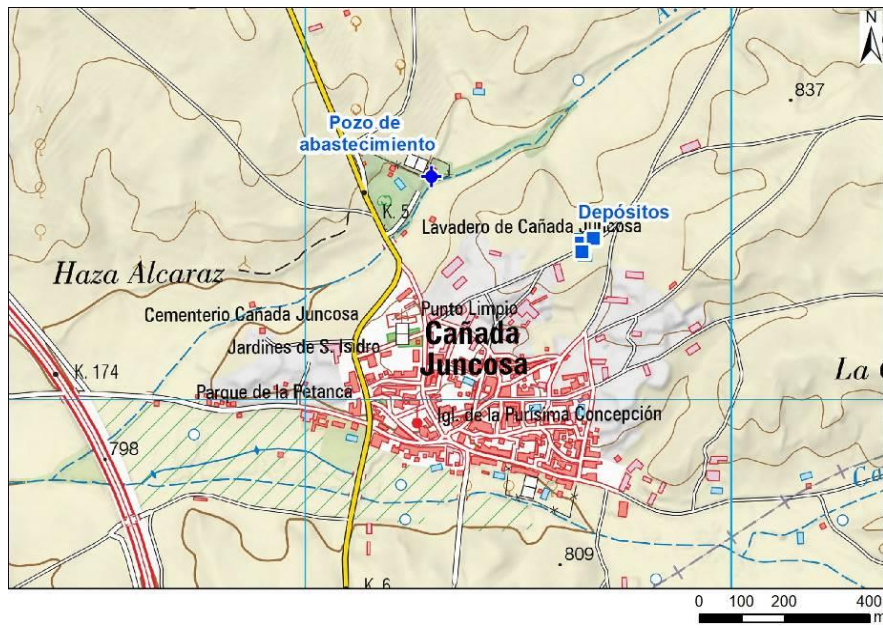 N
A.
837
Pozo de
abastecimiento
K. 5
Depósitos
Lavadero de Cañada Juncosa
Haza Alcaraz
Cementerio Cañada Juncosa
Punto Limpio
Cañada
Juncosa
Jardines de S. Isidro
K. 174
La
Parque de la Petanca
Igl. de la Purísima Concepción
798
Ca
809
K. 6
0 100 200 400
m